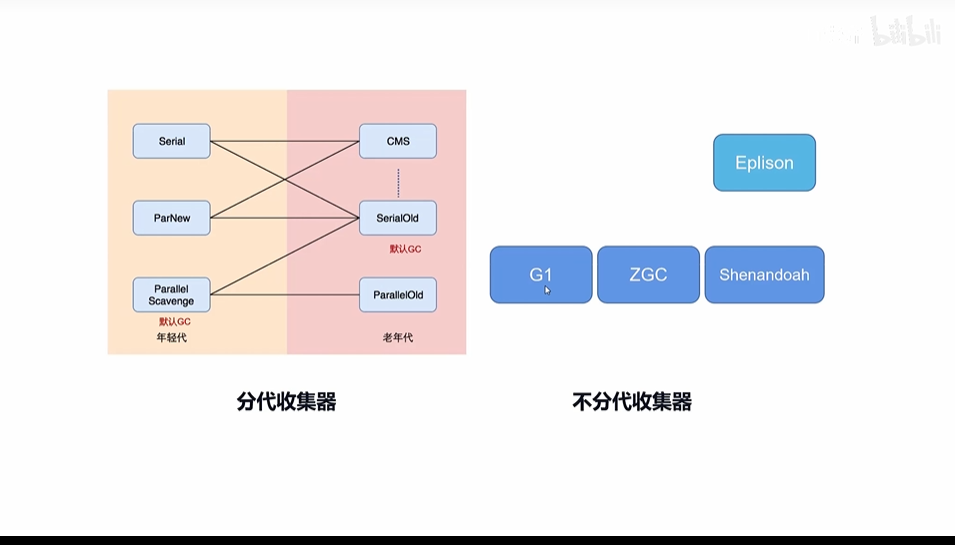 bilibili
Serial
CMS
ParNew
SerialOld
默认GC
Parallel
Scavenge
ParallelOld
默认GC
年轻代
老年代
Eplison
G1
ZGC
Shenandoah
分代收集器
不分代收集器